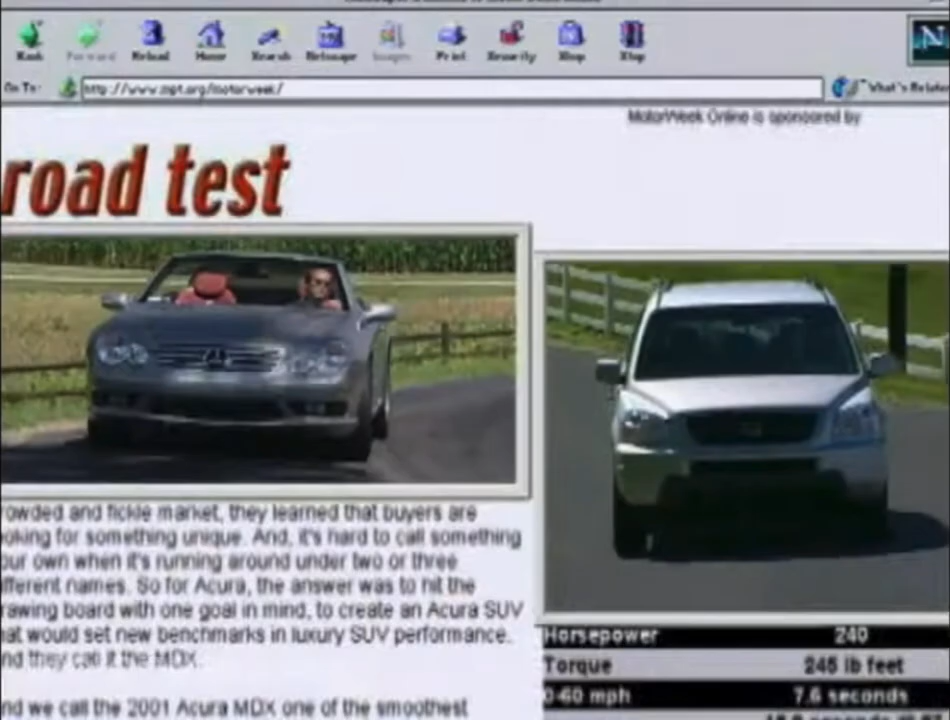 Back Forward Reload Home Search Netscape Images Print Security Shop Stop
N
Go To: http://www.mpt.org/motorweek/ What's Relate
MotorWeek Online is sponsored by
road test
rowded and fickle market, they learned that buyers are
oking for something unique. And, it's hard to call something
our own when it's running around under two or three
ifferent names. So for Acura, the answer was to hit the
rawing board with one goal in mind, to create an Acura SUV
hat would set new benchmarks in luxury SUV performance.
nd they call it the MDX.
nd we call the 2001 Acura MDX one of the smoothest
Horsepower 240
Torque 245 lb feet
0-60 mph 7.6 seconds